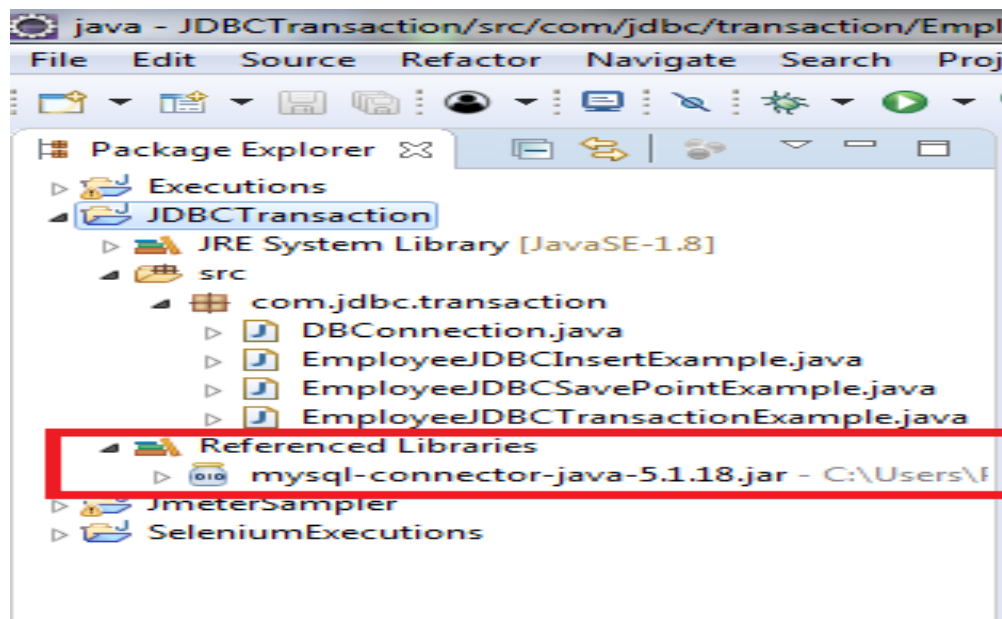 java - JDBCTransaction/src/com/jdbc/transaction/Empl
File Edit Source Refactor Navigate Search Proj
Package Explorer
Executions
JDBCTransaction
JRE System Library [JavaSE-1.8]
src
com.jdbc.transaction
DBConnection.java
EmployeeJDBCInsertExample.java
EmployeeJDBCSavePointExample.java
EmployeeJDBCTransactionExample.java
Referenced Libraries
mysql-connector-java-5.1.18.jar - C:\Users\
JmeterSampler
SeleniumExecutions